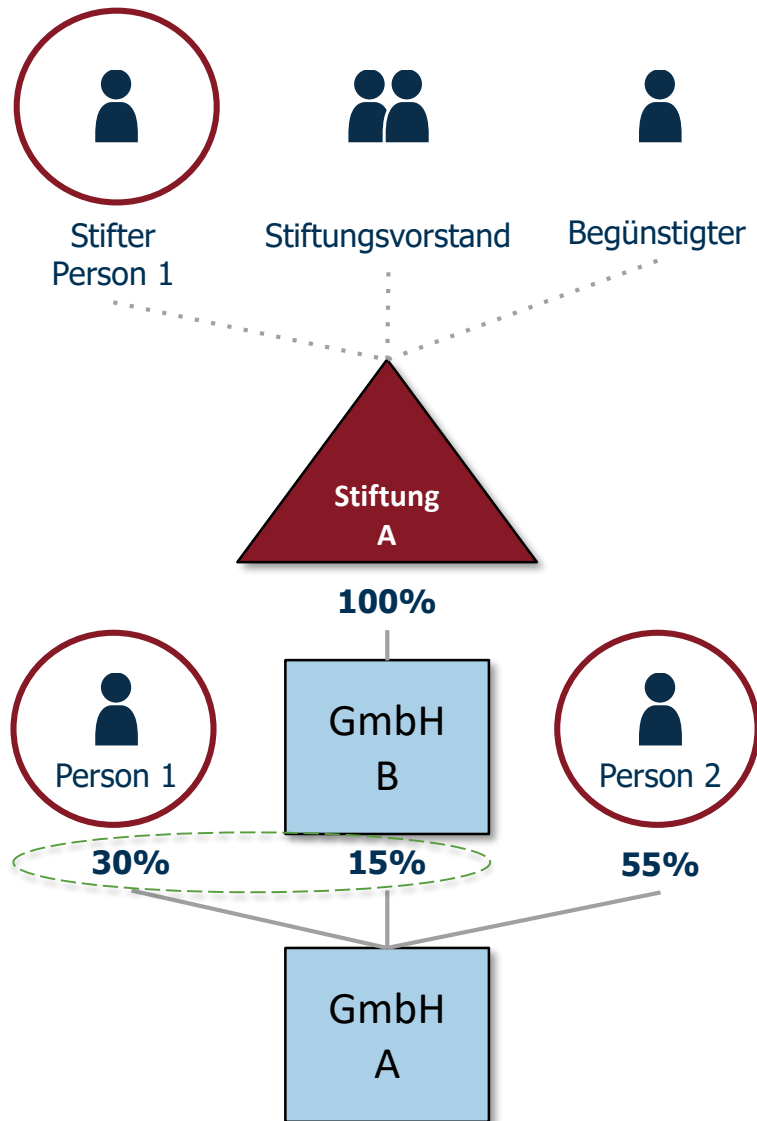 Stifter
Person 1
Stiftungsvorstand
Begünstigter
Stiftung
A
100%
Person 1
GmbH
B
Person 2
30%
15%
55%
GmbH
A